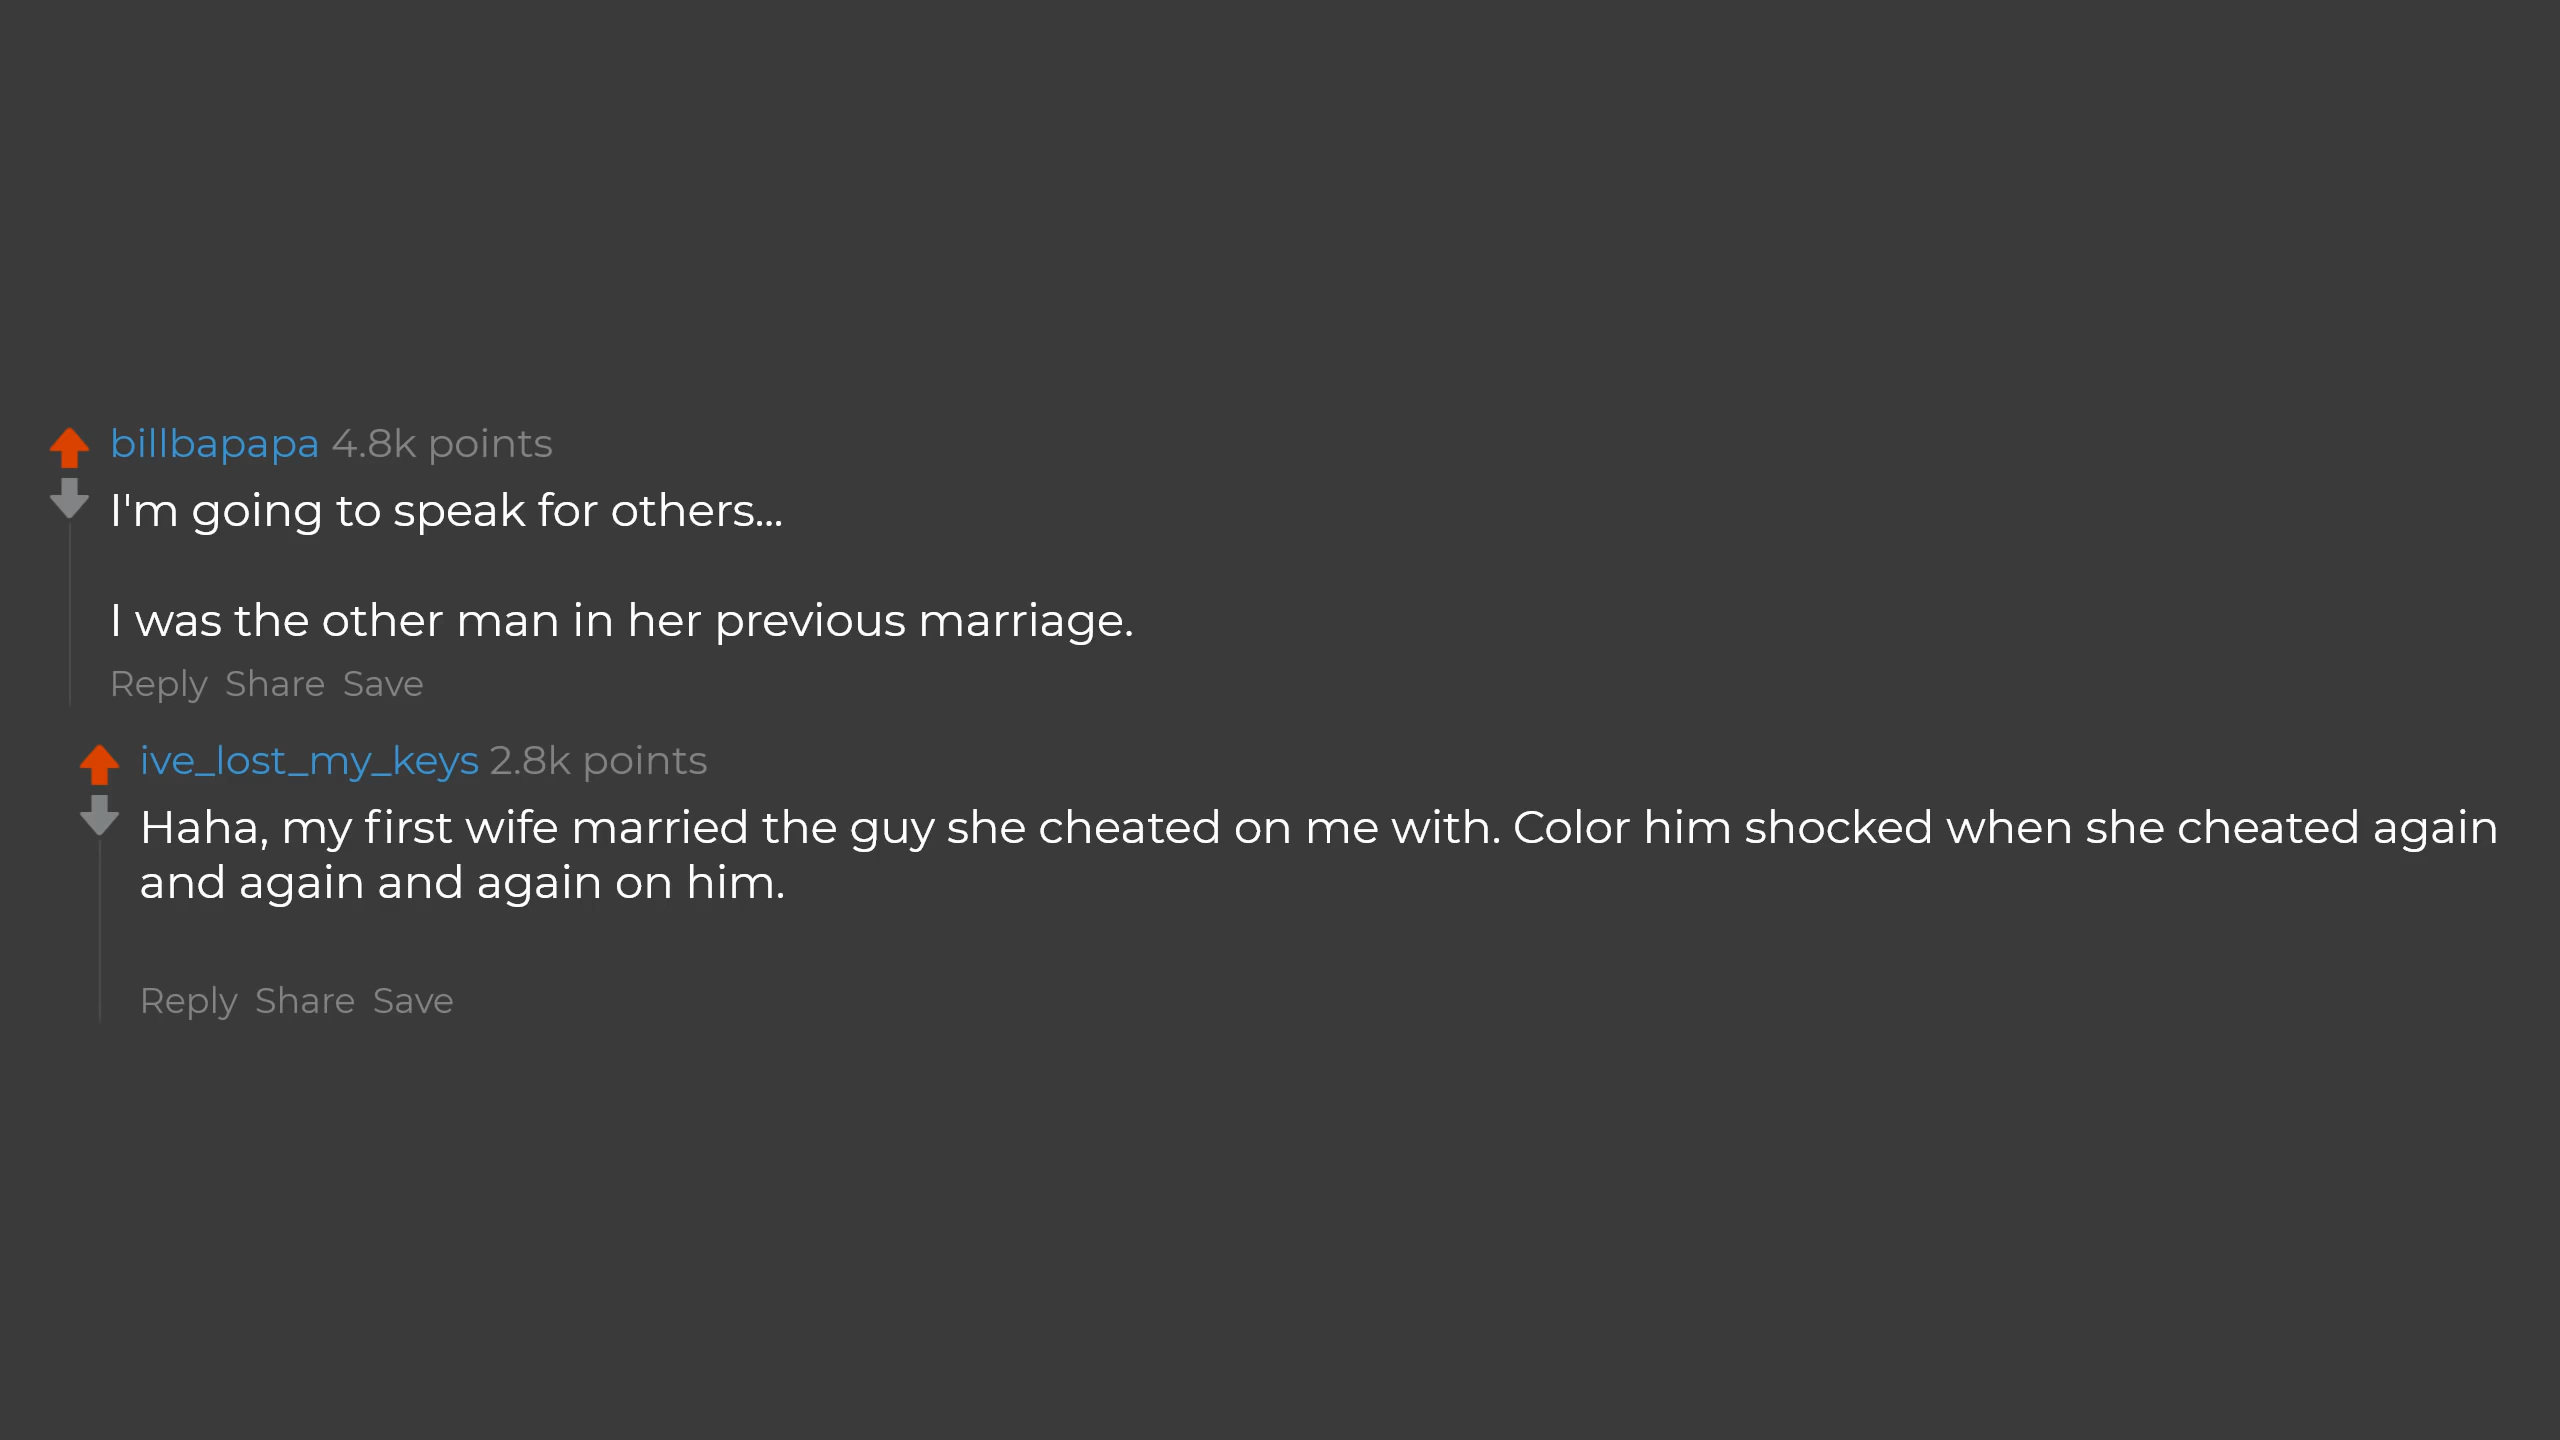 billbapapa 4.8k points
I'm going to speak for others...
I was the other man in her previous marriage.
Reply Share Save
ive_lost_my_keys 2.8k points
Haha, my first wife married the guy she cheated on me with. Color him shocked when she cheated again
and again and again on him.
Reply Share Save